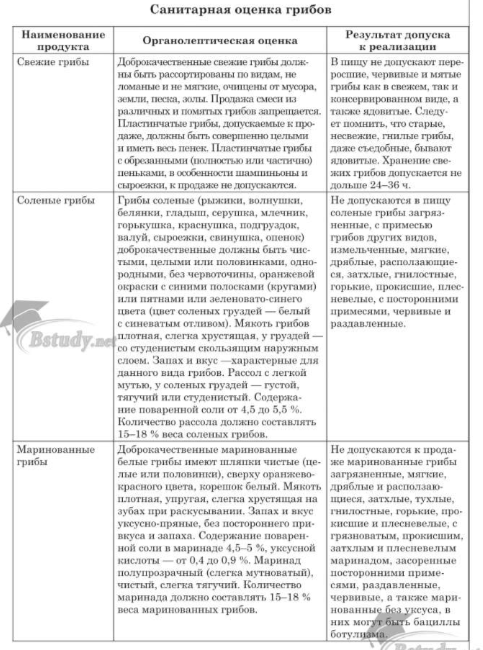 Санитарная оценка грибов
Наименование
продукта
Органолептическая оценка
Результат допуска
к реализации
Свежие грибы
Доброкачественные свежие грибы долж-
ны быть рассортированы по видам, не
ломаные и не мягкие, очищены от мусора,
земли, песка, золы. Продажа смеси из
различных и помятых грибов запрещается.
Пластинчатые грибы, допускаемые к про-
даже, должны быть совершенно целыми
и иметь весь пенек. Пластинчатые грибы
с обрезанными (полностью или частично)
пеньками, в особенности шампиньоны и
сыроежки, к продаже не допускаются.
В пищу не допускают пере-
росшие, червивые и мятые
грибы как в свежем, так и
консервированном виде, а
также ядовитые. Следу-
ет помнить, что старые,
несвежие, гнилые грибы,
даже съедобные, бывают
ядовитые. Хранение све-
жих грибов допускается не
дольше 24–36 ч.
Соленые грибы
Грибы соленые (рыжики, волнушки,
белянки, гладыш, серушка, млечник,
горькушка, краснушка, подгруздок,
валуй, сыроежки, свинушка, опенок)
доброкачественные должны быть чис-
тыми, целыми или половинками, одно-
родными, без червоточины, оранжевой
окраски с синими полосками (кругами)
или пятнами или зеленовато-синего
цвета (цвет соленых груздей — белый
с синеватым отливом). Мякоть грибов
плотная, слегка хрустящая, у груздей —
со студенистым скользящим наружным
слоем. Запах и вкус —характерные для
данного вида грибов. Рассол с легкой
мутью, у соленых груздей — густой,
тягучий или студенистый. Содержа-
ние поваренной соли от 4,5 до 5,5 %.
Количество рассола должно составлять
15–18 % веса соленых грибов.
Не допускаются в пищу
соленые грибы загряз-
ненные, с примесью
грибов других видов,
измельченные, мягкие,
дряблые, расползающие-
ся, затхлые, гнилостные,
горькие, прокисшие, плес-
невелые, с посторонними
примесями, червивые и
раздавленные.
Маринованные
грибы
Доброкачественные маринованные
белые грибы имеют шляпки чистые (це-
лые или половинки), сверху оранжево-
красного цвета, корешок белый. Мякоть
плотная, упругая, слегка хрустящая на
зубах при раскусывании. Запах и вкус
уксусно-пряные, без постороннего при-
вкуса и запаха. Содержание поварен-
ной соли в маринаде 4,5–5 %, уксусной
кислоты — от 0,4 до 0,9 %. Маринад
полупрозрачный (слегка мутноватый),
чистый, слегка тягучий. Количество
маринада должно составлять 15–18 %
веса маринованных грибов.
Не допускаются к прода-
же маринованные грибы
загрязненные, мягкие,
дряблые и расползаю-
щиеся, затхлые, тухлые,
гнилостные, горькие, про-
кисшие и плесневелые, с
грязноватым, прокисшим,
затхлым и плесневелым
маринадом, засоренные
посторонними приме-
сями, раздавленные,
червивые, а также мари-
нованные без уксуса, в
них могут быть бациллы
ботулизма.
Bstudy.net